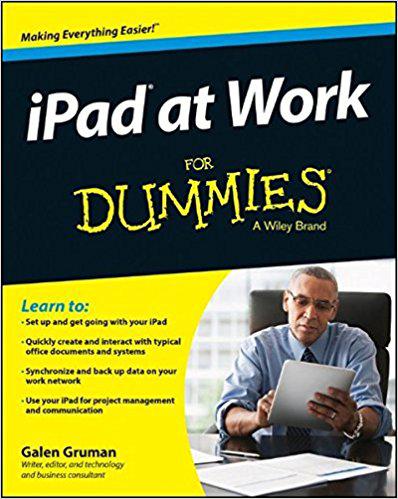 Making Everything Easier!™
iPad® at Work
FOR
DUMMIES®
A Wiley Brand
Learn to:
• Set up and get going with your iPad
• Quickly create and interact with typical
office documents and systems
• Synchronize and back up data on your
work network
• Use your iPad for project management
and communication
Galen Gruman
Writer, editor, and technology
and business consultant